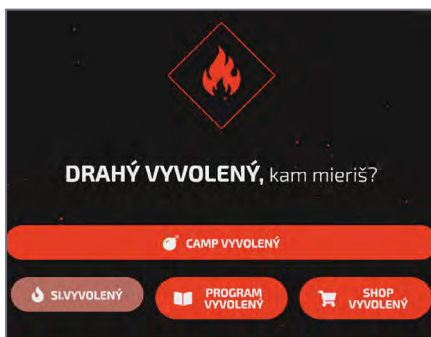 DRAHÝ VYVOLENÝ, kam mieriš?
CAMP VYVOLENÝ
SI.VYVOLENÝ
PROGRAM
VYVOLENÝ
SHOP
VYVOLENÝ